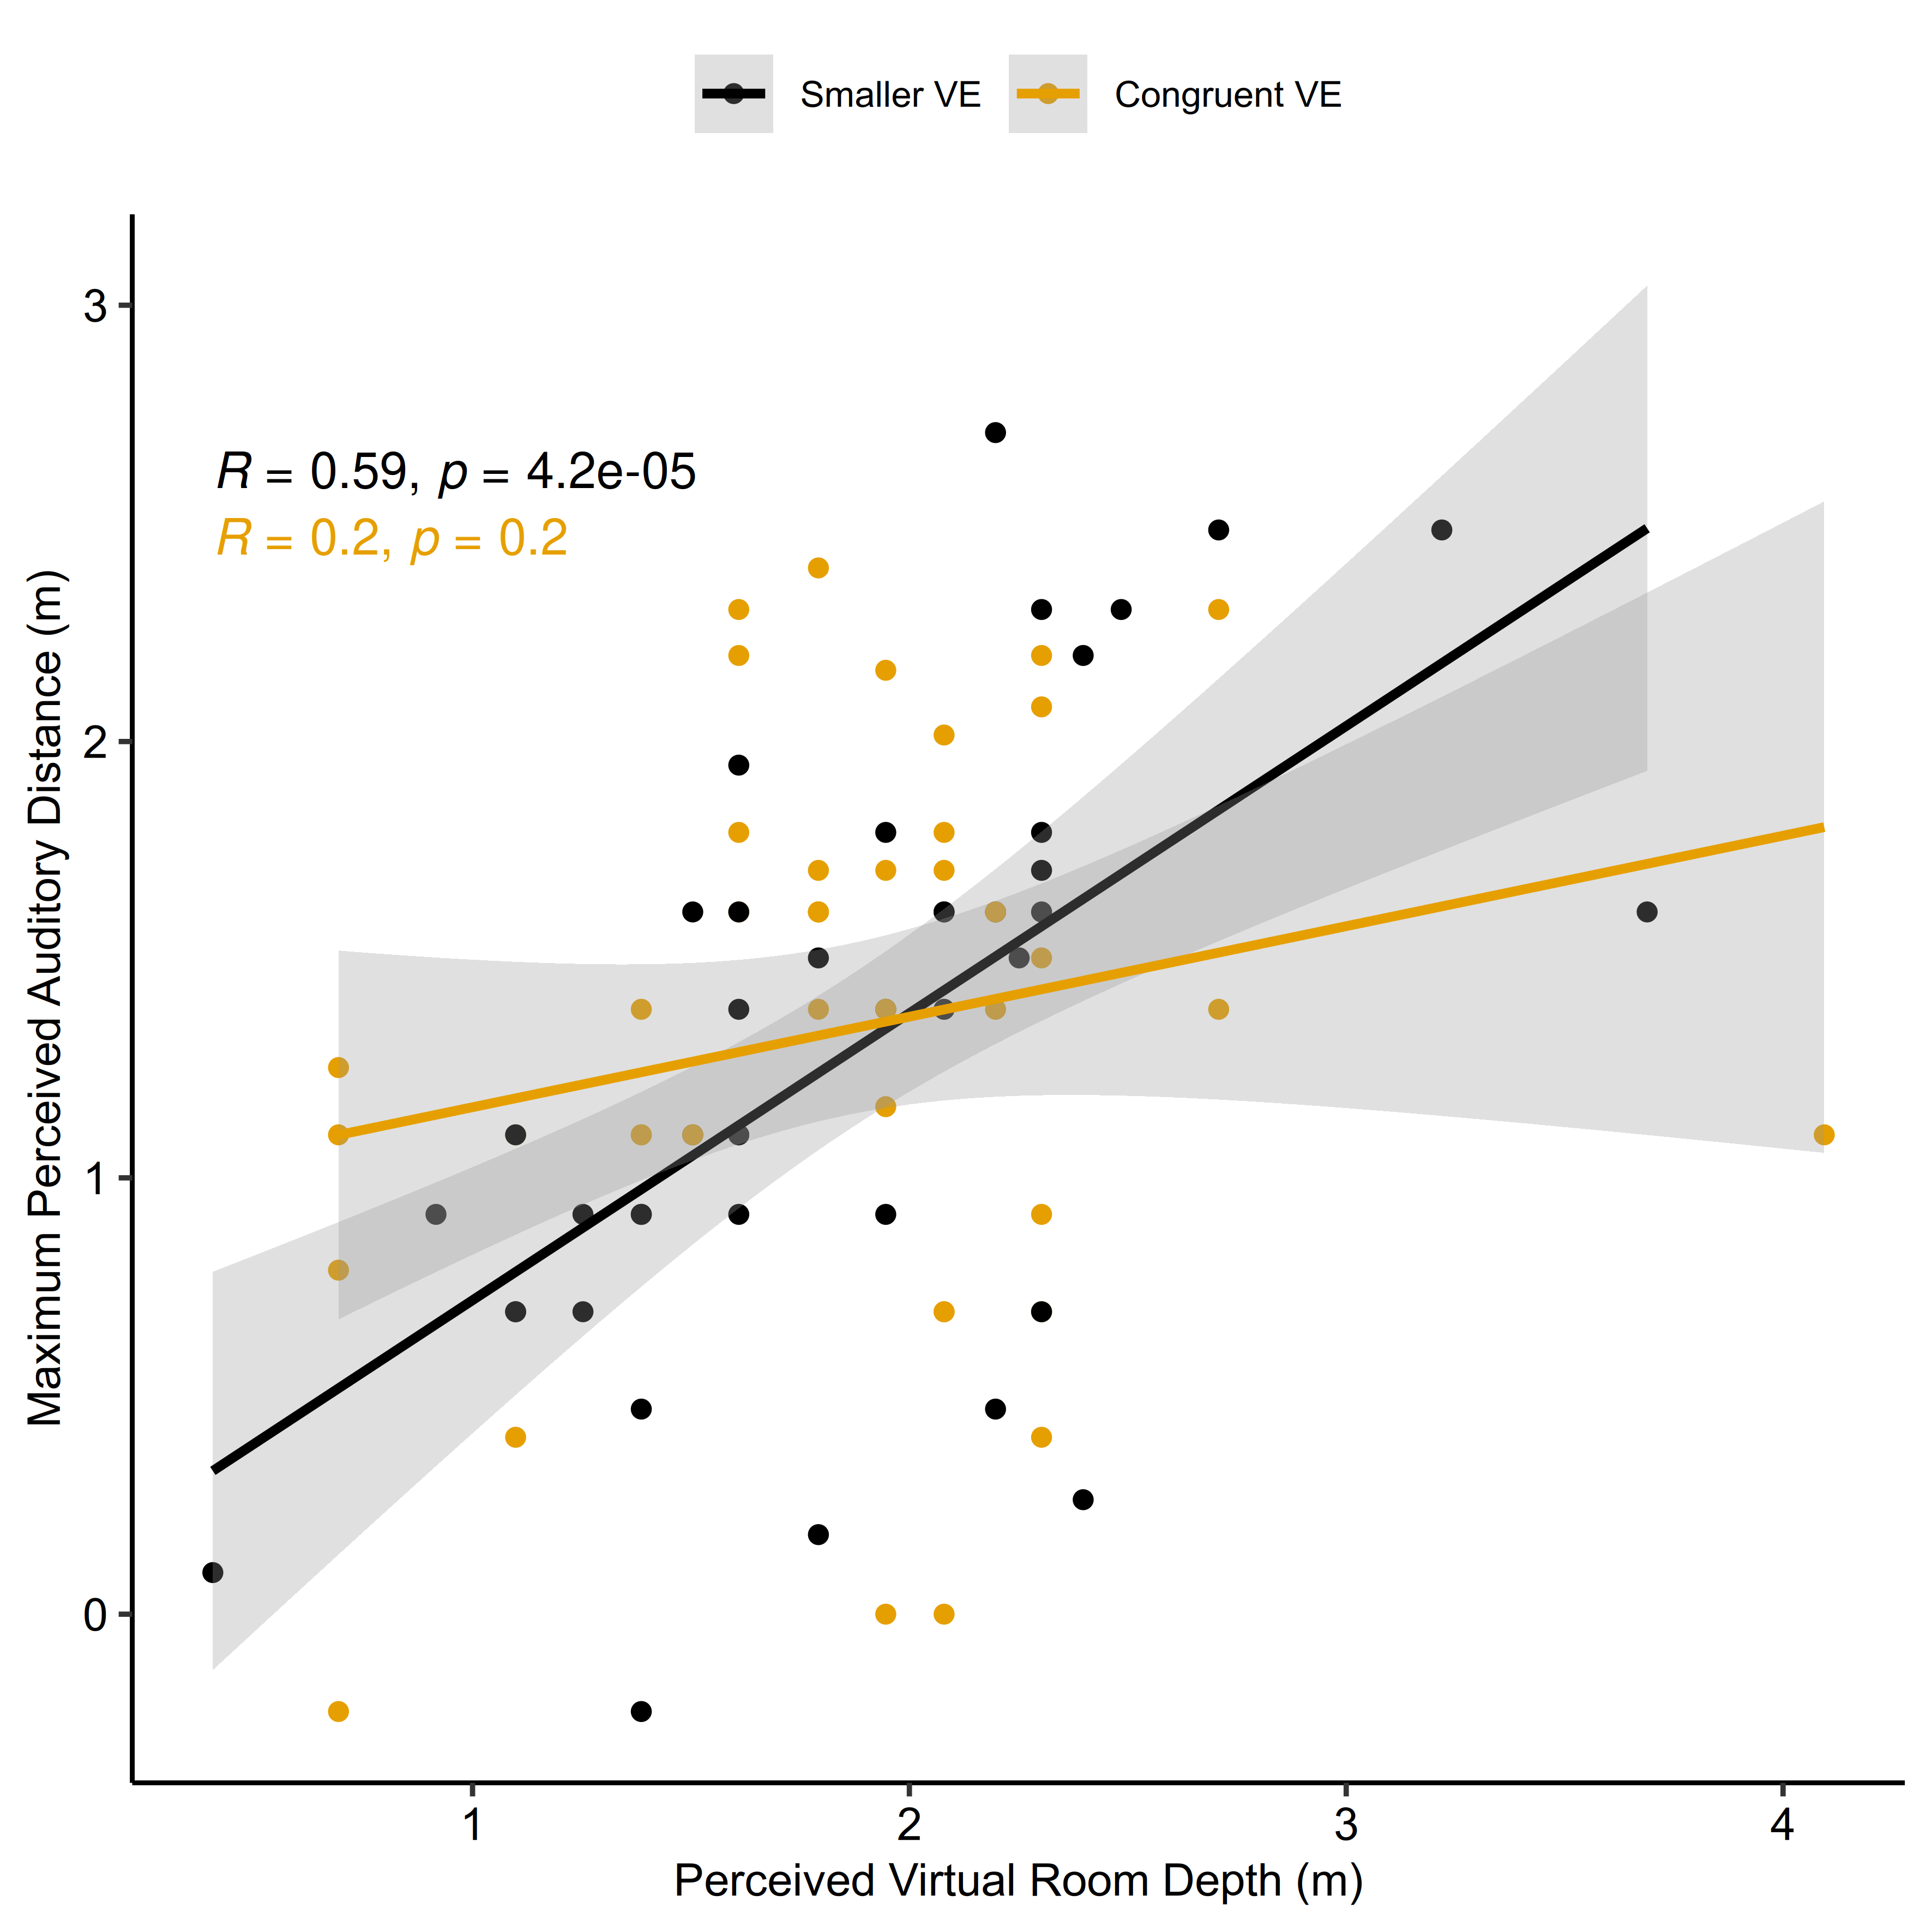 Smaller VE Congruent VE
R = 0.59, p = 4.2e-05
R = 0.2, p = 0.2
Maximum Perceived Auditory Distance (m)
3
2
1
0
1 2 3 4
Perceived Virtual Room Depth (m)